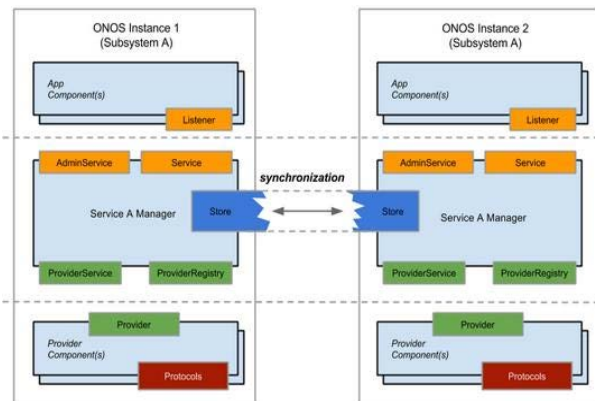 ONOS Instance 1
(Subsystem A)
App
Component(s)
Listener
AdminService
Service
Service A Manager
Store
ProviderService
ProviderRegistry
Provider
Provider
Component(s)
Protocols
synchronization
ONOS Instance 2
(Subsystem A)
App
Component(s)
Listener
AdminService
Service
Store
Service A Manager
ProviderService
ProviderRegistry
Provider
Provider
Component(s)
Protocols